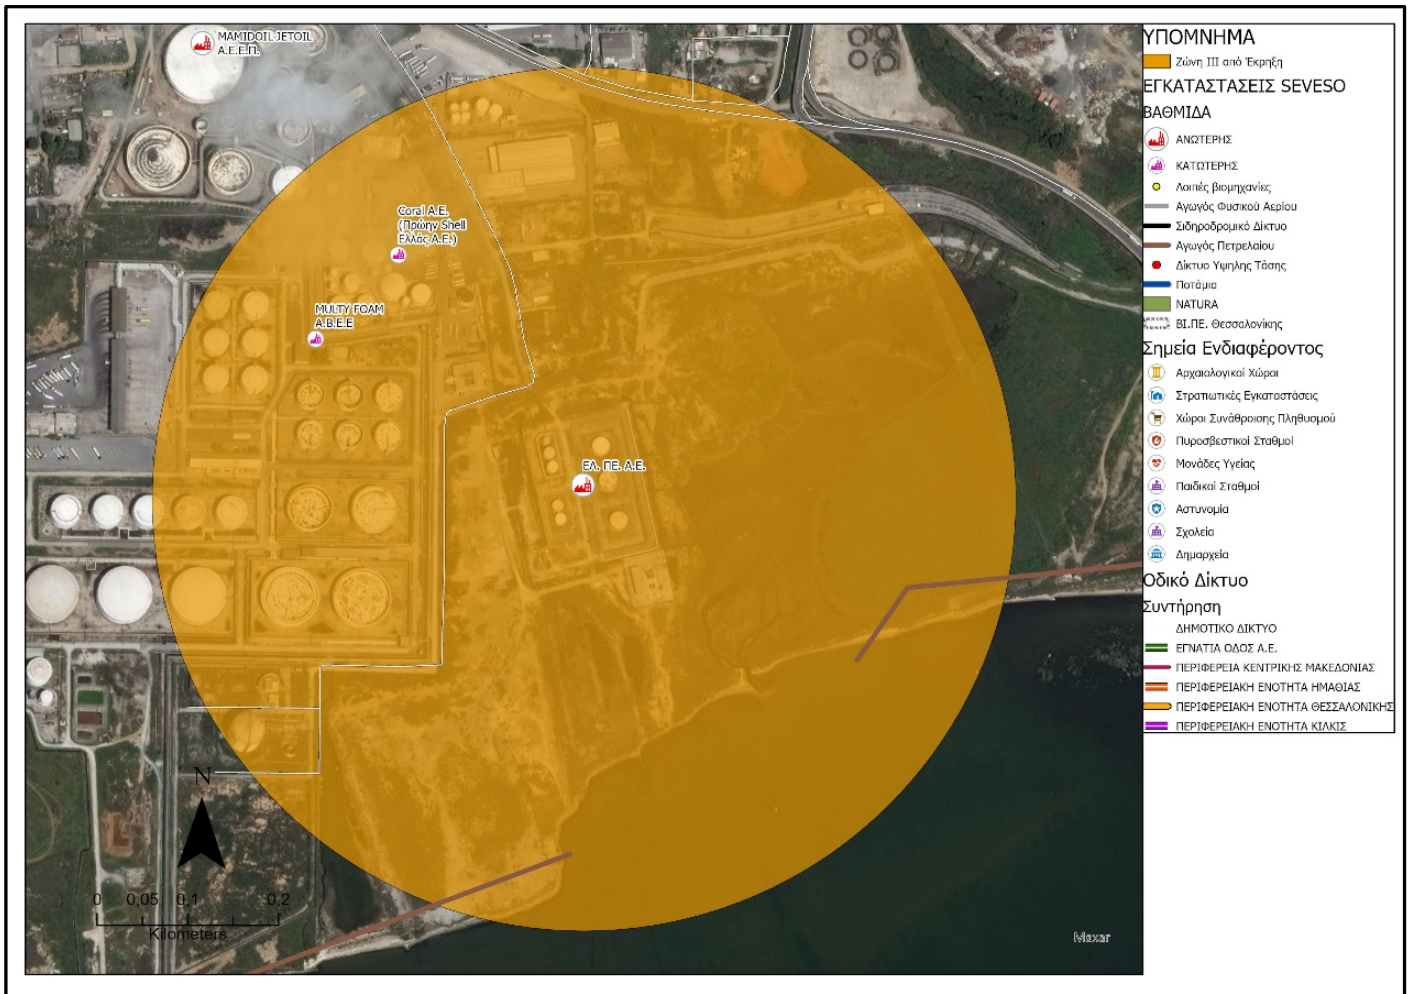 MAMIDOIL-JETOIL
Α.Ε.Ε.Π.
Coral Α.Ε.
(Πρώην Shell
Ελλάς Α.Ε.)
MULTY FOAM
Α.Β.Ε.Ε
ΕΛ. ΠΕ. Α.Ε.
N
0 0,05 0,1 0,2
Kilometers
Maxar
ΥΠΟΜΝΗΜΑ
Ζώνη ΙΙΙ από Έκρηξη
ΕΓΚΑΤΑΣΤΑΣΕΙΣ SEVESO
ΒΑΘΜΙΔΑ
ΑΝΩΤΕΡΗΣ
ΚΑΤΩΤΕΡΗΣ
Λοιπές βιομηχανίες
Αγωγός Φυσικού Αερίου
Σιδηροδρομικό Δίκτυο
Αγωγός Πετρελαίου
Δίκτυο Υψηλης Τάσης
Ποτάμια
NATURA
ΒΙ.ΠΕ. Θεσσαλονίκης
Σημεία Ενδιαφέροντος
Αρχαιολογικοί Χώροι
Στρατιωτικές Εγκαταστάσεις
Χώροι Συνάθροισης Πληθυσμού
Πυροσβεστικοί Σταθμοί
Μονάδες Υγείας
Παιδικοί Σταθμοί
Αστυνομία
Σχολεία
Δημαρχεία
Οδικό Δίκτυο
Συντήρηση
ΔΗΜΟΤΙΚΟ ΔΙΚΤΥΟ
ΕΓΝΑΤΙΑ ΟΔΟΣ Α.Ε.
ΠΕΡΙΦΕΡΕΙΑ ΚΕΝΤΡΙΚΗΣ ΜΑΚΕΔΟΝΙΑΣ
ΠΕΡΙΦΕΡΕΙΑΚΗ ΕΝΟΤΗΤΑ ΗΜΑΘΙΑΣ
ΠΕΡΙΦΕΡΕΙΑΚΗ ΕΝΟΤΗΤΑ ΘΕΣΣΑΛΟΝΙΚΗΣ
ΠΕΡΙΦΕΡΕΙΑΚΗ ΕΝΟΤΗΤΑ ΚΙΛΚΙΣ